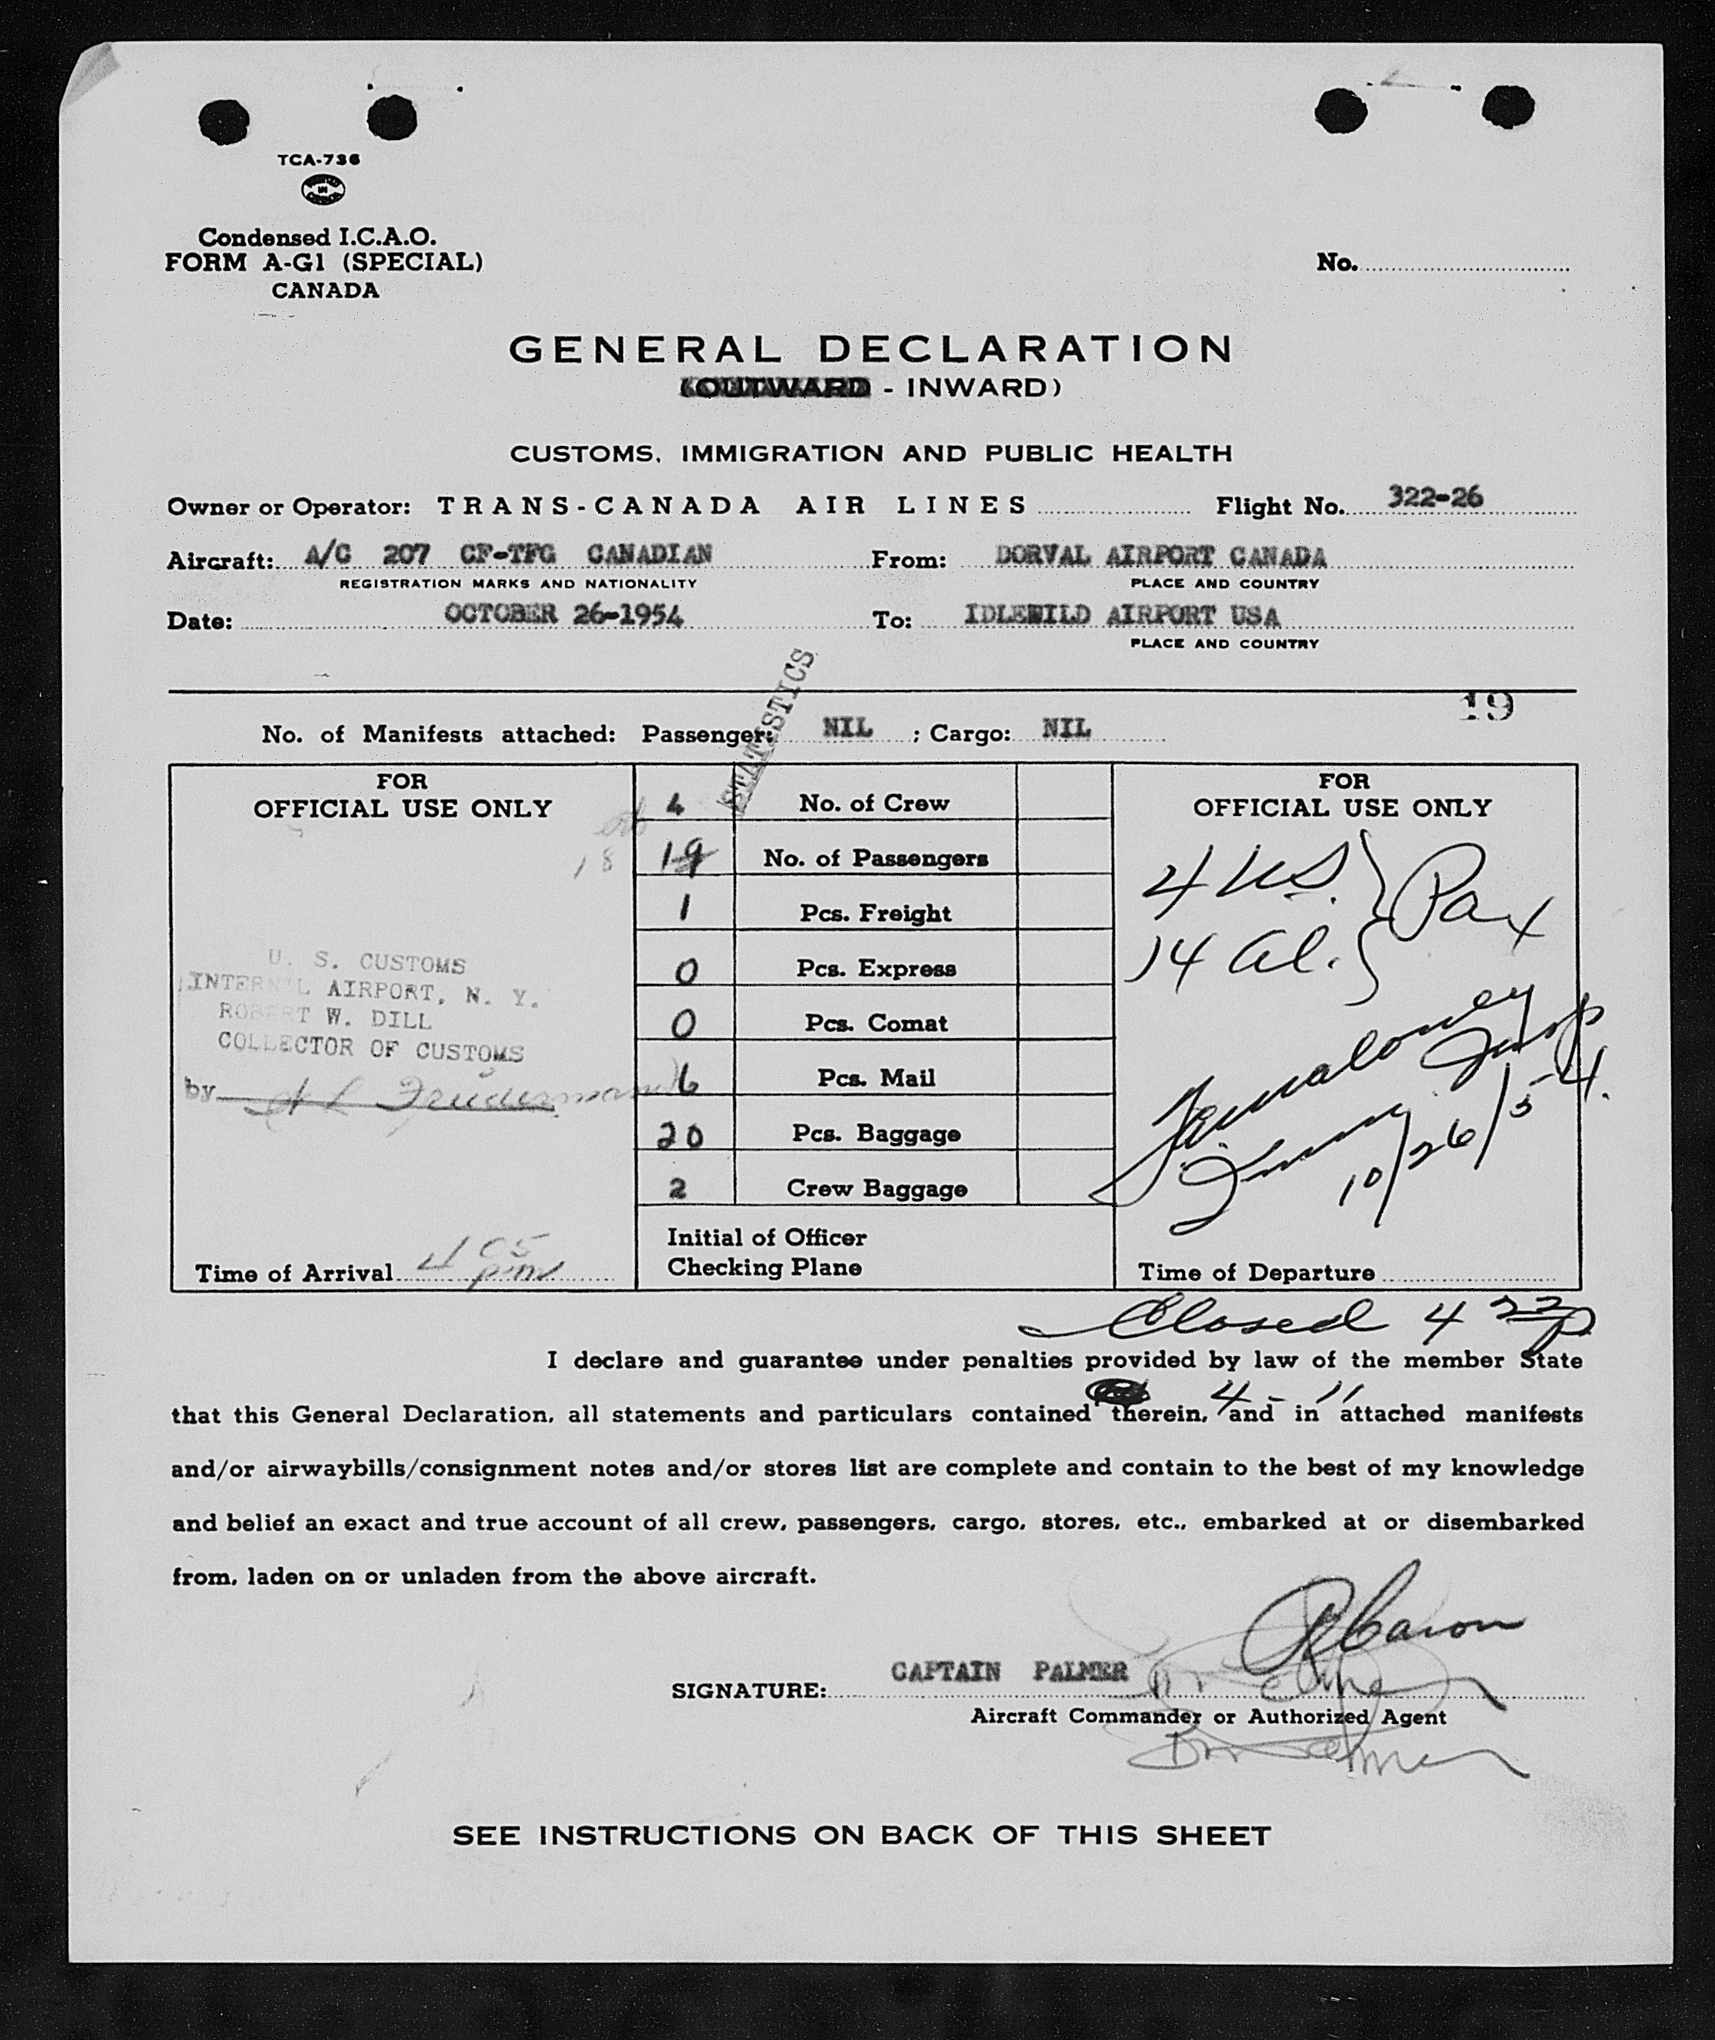 TCA-736
Condensed I.C.A.O.
FORM A-G1 (SPECIAL)
CANADA
No.
GENERAL DECLARATION
(OUTWARD - INWARD)
CUSTOMS, IMMIGRATION AND PUBLIC HEALTH
Owner or Operator: TRANS-CANADA AIR LINES Flight No. 322-26
Aircraft: A/C 207 CF-TFG CANADIAN From: DORVAL AIRPORT CANADA
REGISTRATION MARKS AND NATIONALITY PLACE AND COUNTRY
Date: OCTOBER 26-1954 To: IDLEWILD AIRPORT USA
PLACE AND COUNTRY
STATISTICS
19
No. of Manifests attached: Passenger: NIL ; Cargo: NIL
FOR
OFFICIAL USE ONLY
18
U. S. CUSTOMS
INTERN'L AIRPORT, N. Y.
ROBERT W. DILL
COLLECTOR OF CUSTOMS
by
Time of Arrival 4 05 pm
4 No. of Crew
19 No. of Passengers
1 Pcs. Freight
0 Pcs. Express
0 Pcs. Comat
6 Pcs. Mail
20 Pcs. Baggage
2 Crew Baggage
Initial of Officer
Checking Plane
FOR
OFFICIAL USE ONLY
4 US. } Pax
14 Al.
10/26/54.
Time of Departure
Closed 4 22 p
4 - 11
I declare and guarantee under penalties provided by law of the member State
that this General Declaration, all statements and particulars contained therein, and in attached manifests
and/or airwaybills/consignment notes and/or stores list are complete and contain to the best of my knowledge
and belief an exact and true account of all crew, passengers, cargo, stores, etc., embarked at or disembarked
from, laden on or unladen from the above aircraft.
SIGNATURE: CAPTAIN PALMER
Aircraft Commander or Authorized Agent
SEE INSTRUCTIONS ON BACK OF THIS SHEET